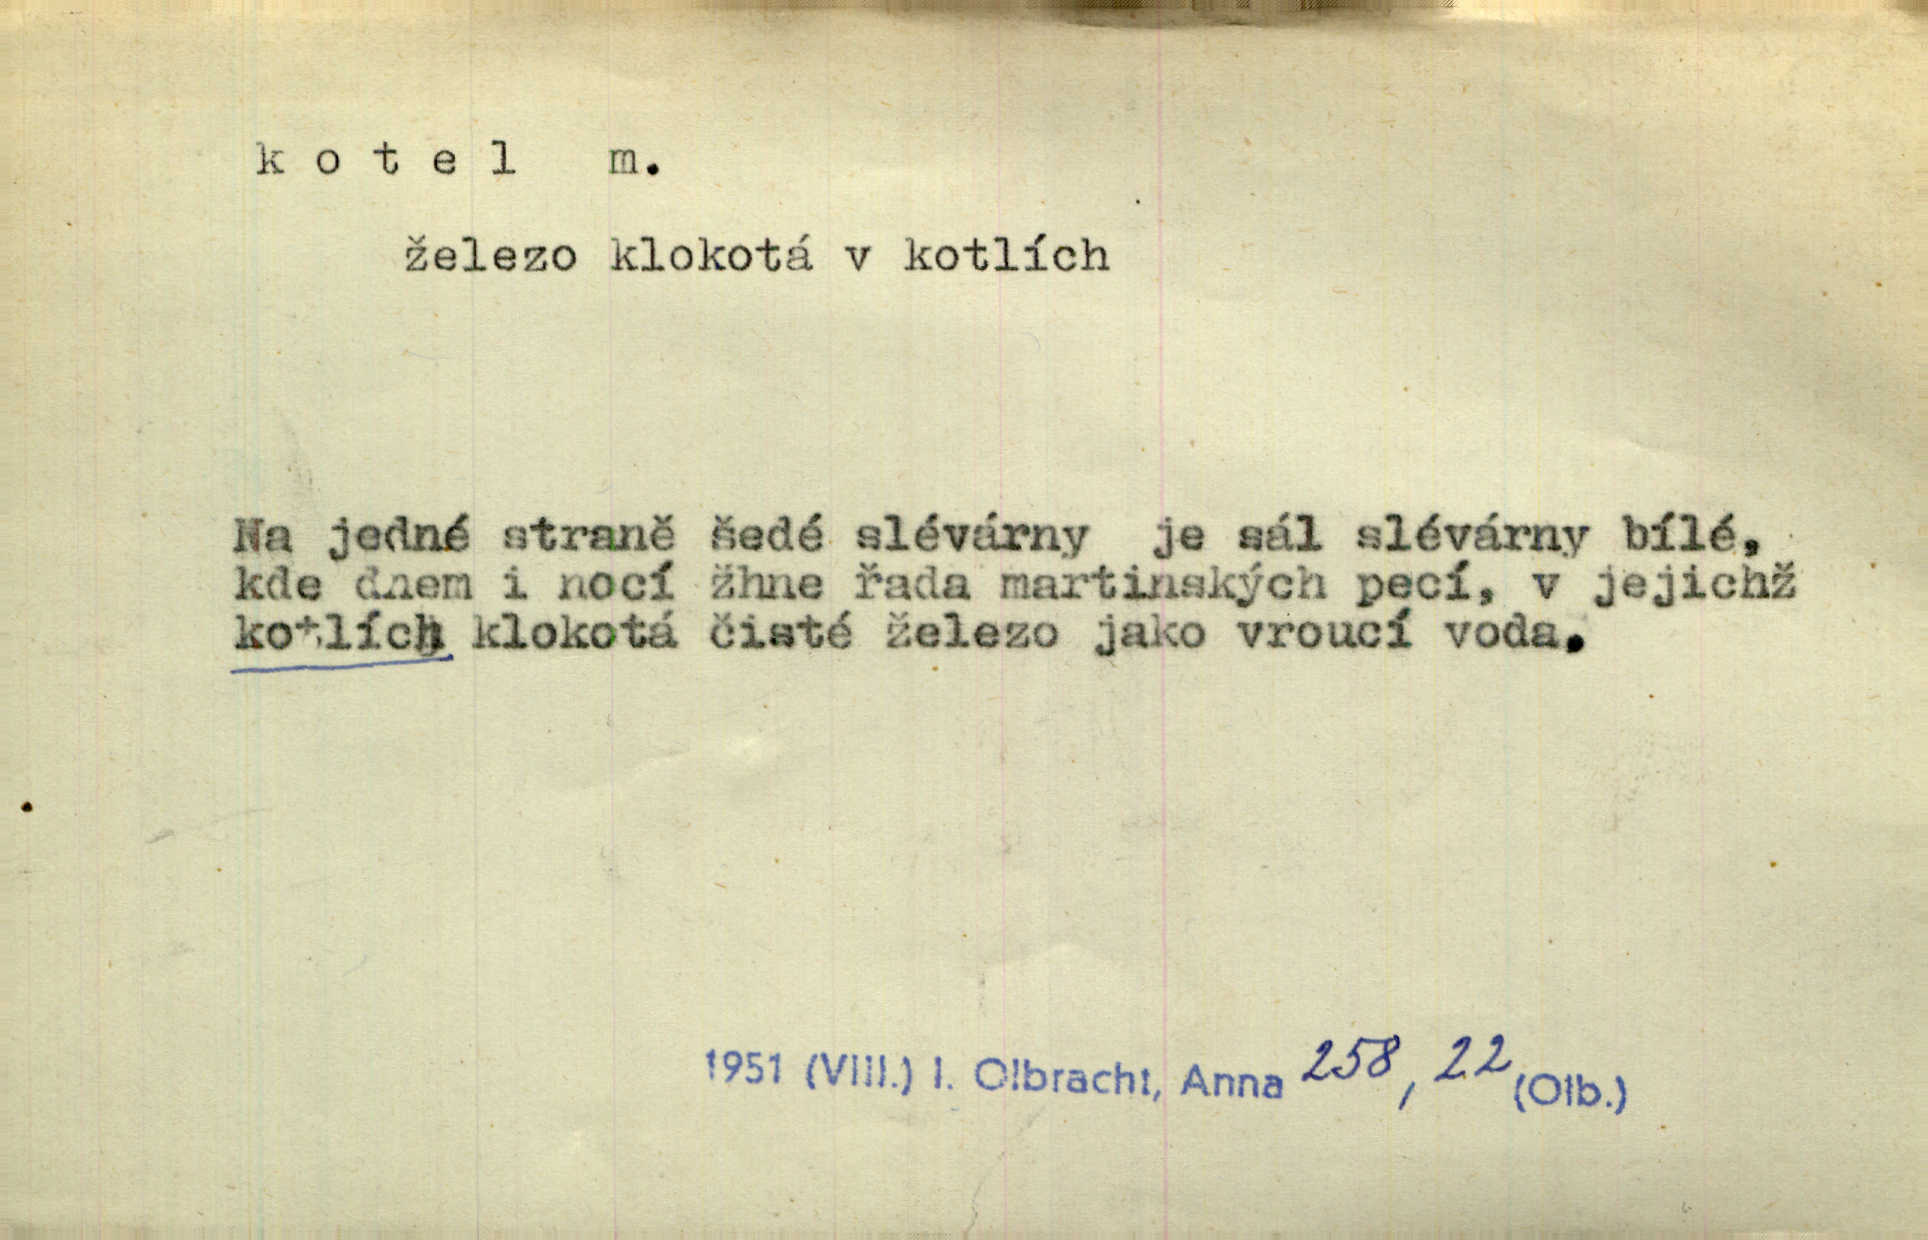 k o t e l  m.
železo klokotá v kotlích
Na jedné straně šedé slévárny je sál slévárny bílé,
kde dnem i nocí žhne řada martinských pecí, v jejichž
kotlích klokotá čisté železo jako vroucí voda.
1951 (VIII.) I. Olbracht, Anna 258, 22 (Olb.)